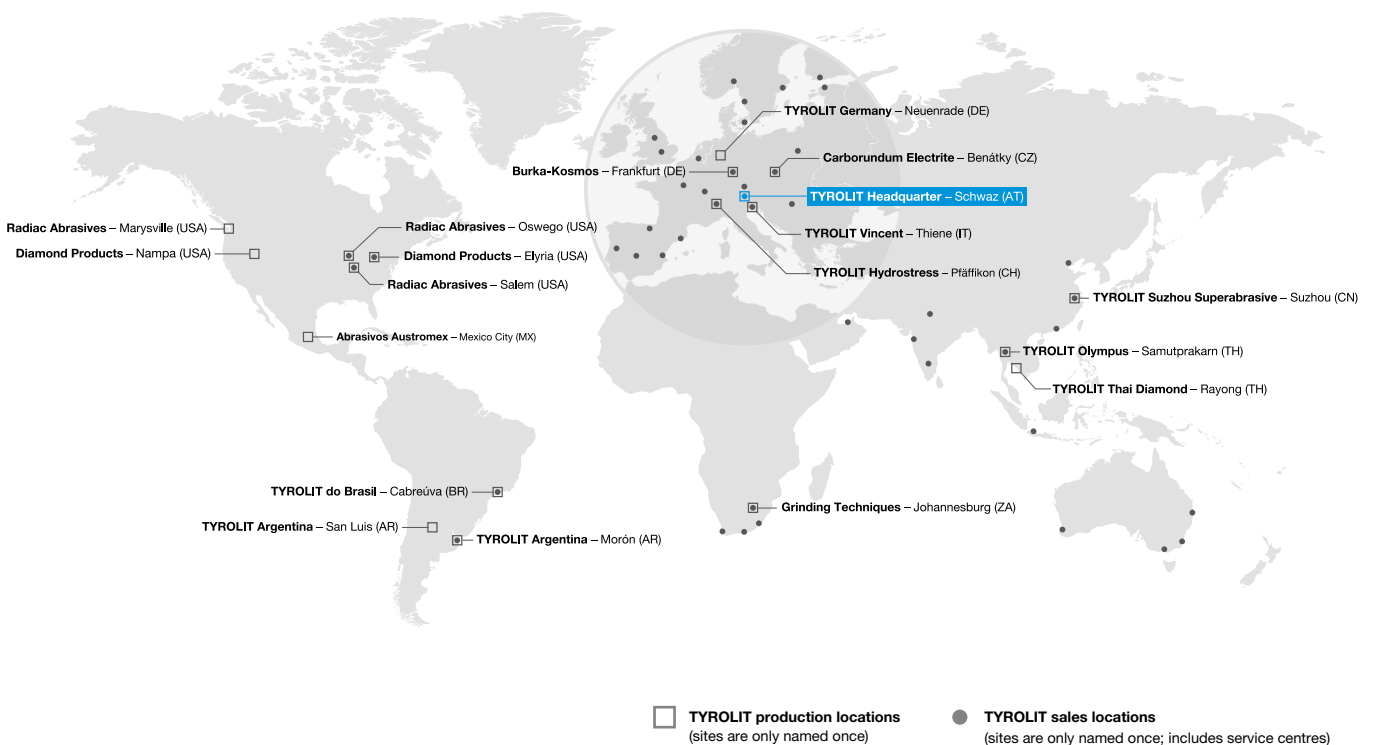 TYROLIT Germany – Neuenrade (DE)
Carborundum Electrite – Benátky (CZ)
Burka-Kosmos – Frankfurt (DE)
TYROLIT Headquarter – Schwaz (AT)
Radiac Abrasives – Marysville (USA)
Radiac Abrasives – Oswego (USA)
TYROLIT Vincent – Thiene (IT)
Diamond Products – Nampa (USA)
Diamond Products – Elyria (USA)
TYROLIT Hydrostress – Pfäffikon (CH)
Radiac Abrasives – Salem (USA)
TYROLIT Suzhou Superabrasive – Suzhou (CN)
Abrasivos Austromex – Mexico City (MX)
TYROLIT Olympus – Samutprakarn (TH)
TYROLIT Thai Diamond – Rayong (TH)
TYROLIT do Brasil – Cabreúva (BR)
Grinding Techniques – Johannesburg (ZA)
TYROLIT Argentina – San Luis (AR)
TYROLIT Argentina – Morón (AR)
TYROLIT production locations
(sites are only named once)
TYROLIT sales locations
(sites are only named once; includes service centres)